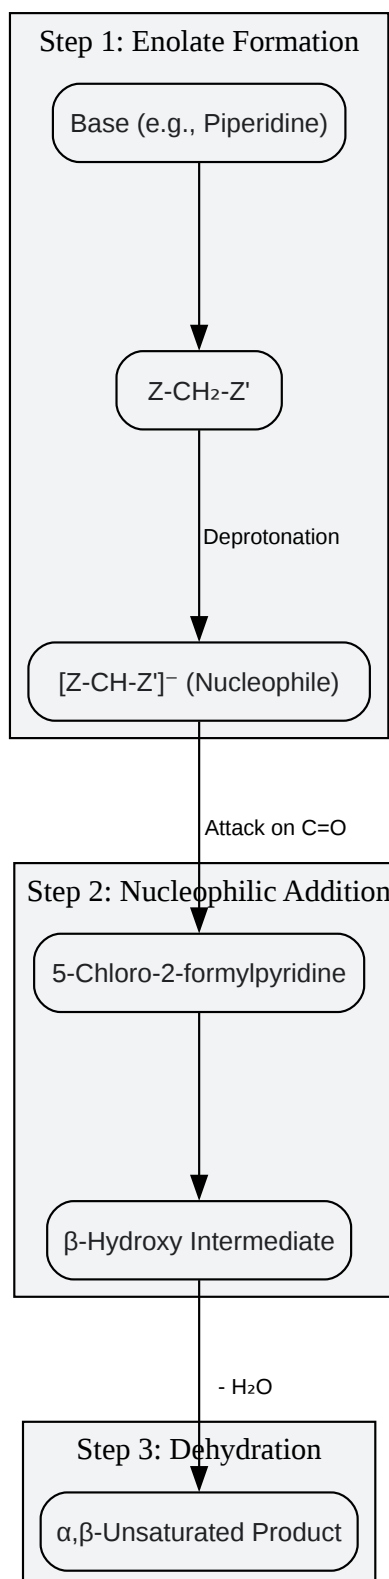 Step 1: Enolate Formation
Base (e.g., Piperidine)
Z-CH₂-Z'
Deprotonation
[Z-CH-Z']⁻ (Nucleophile)
Attack on C=O
Step 2: Nucleophilic Addition
5-Chloro-2-formylpyridine
β-Hydroxy Intermediate
- H₂O
Step 3: Dehydration
α,β-Unsaturated Product